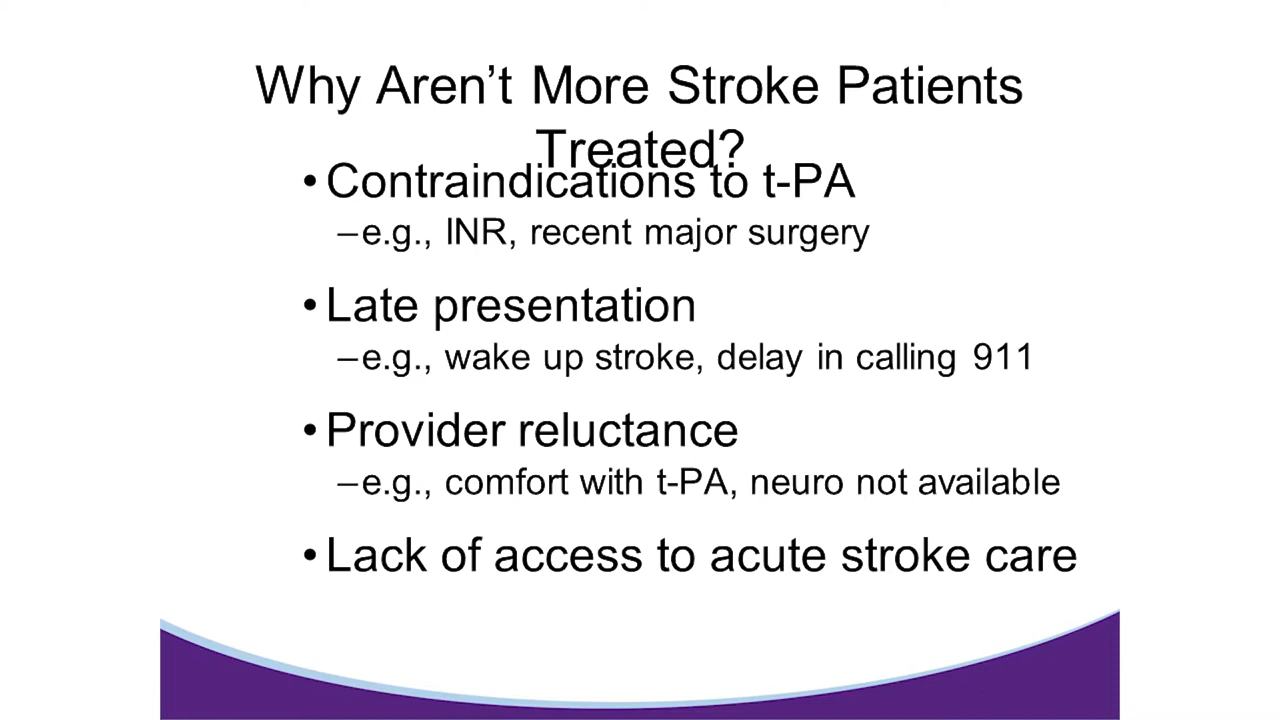 Why Aren’t More Stroke Patients
Treated?
•Contraindications to t-PA
–e.g., INR, recent major surgery
•Late presentation
–e.g., wake up stroke, delay in calling 911
•Provider reluctance
–e.g., comfort with t-PA, neuro not available
•Lack of access to acute stroke care